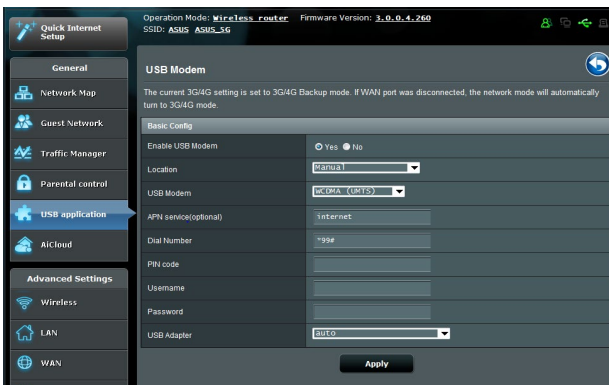 Quick Internet
Setup
Operation Mode: Wireless router Firmware Version: 3.0.0.4.260
SSID: ASUS ASUS_5G
General
Network Map
Guest Network
Traffic Manager
Parental control
USB application
AiCloud
Advanced Settings
Wireless
LAN
WAN
USB Modem
The current 3G/4G setting is set to 3G/4G Backup mode. If WAN port was disconnected, the network mode will automatically
turn to 3G/4G mode.
Basic Config
Enable USB Modem Yes No
Location Manual
USB Modem WCDMA (UMTS)
APN service(optional) internet
Dial Number *99#
PIN code
Username
Password
USB Adapter auto
Apply